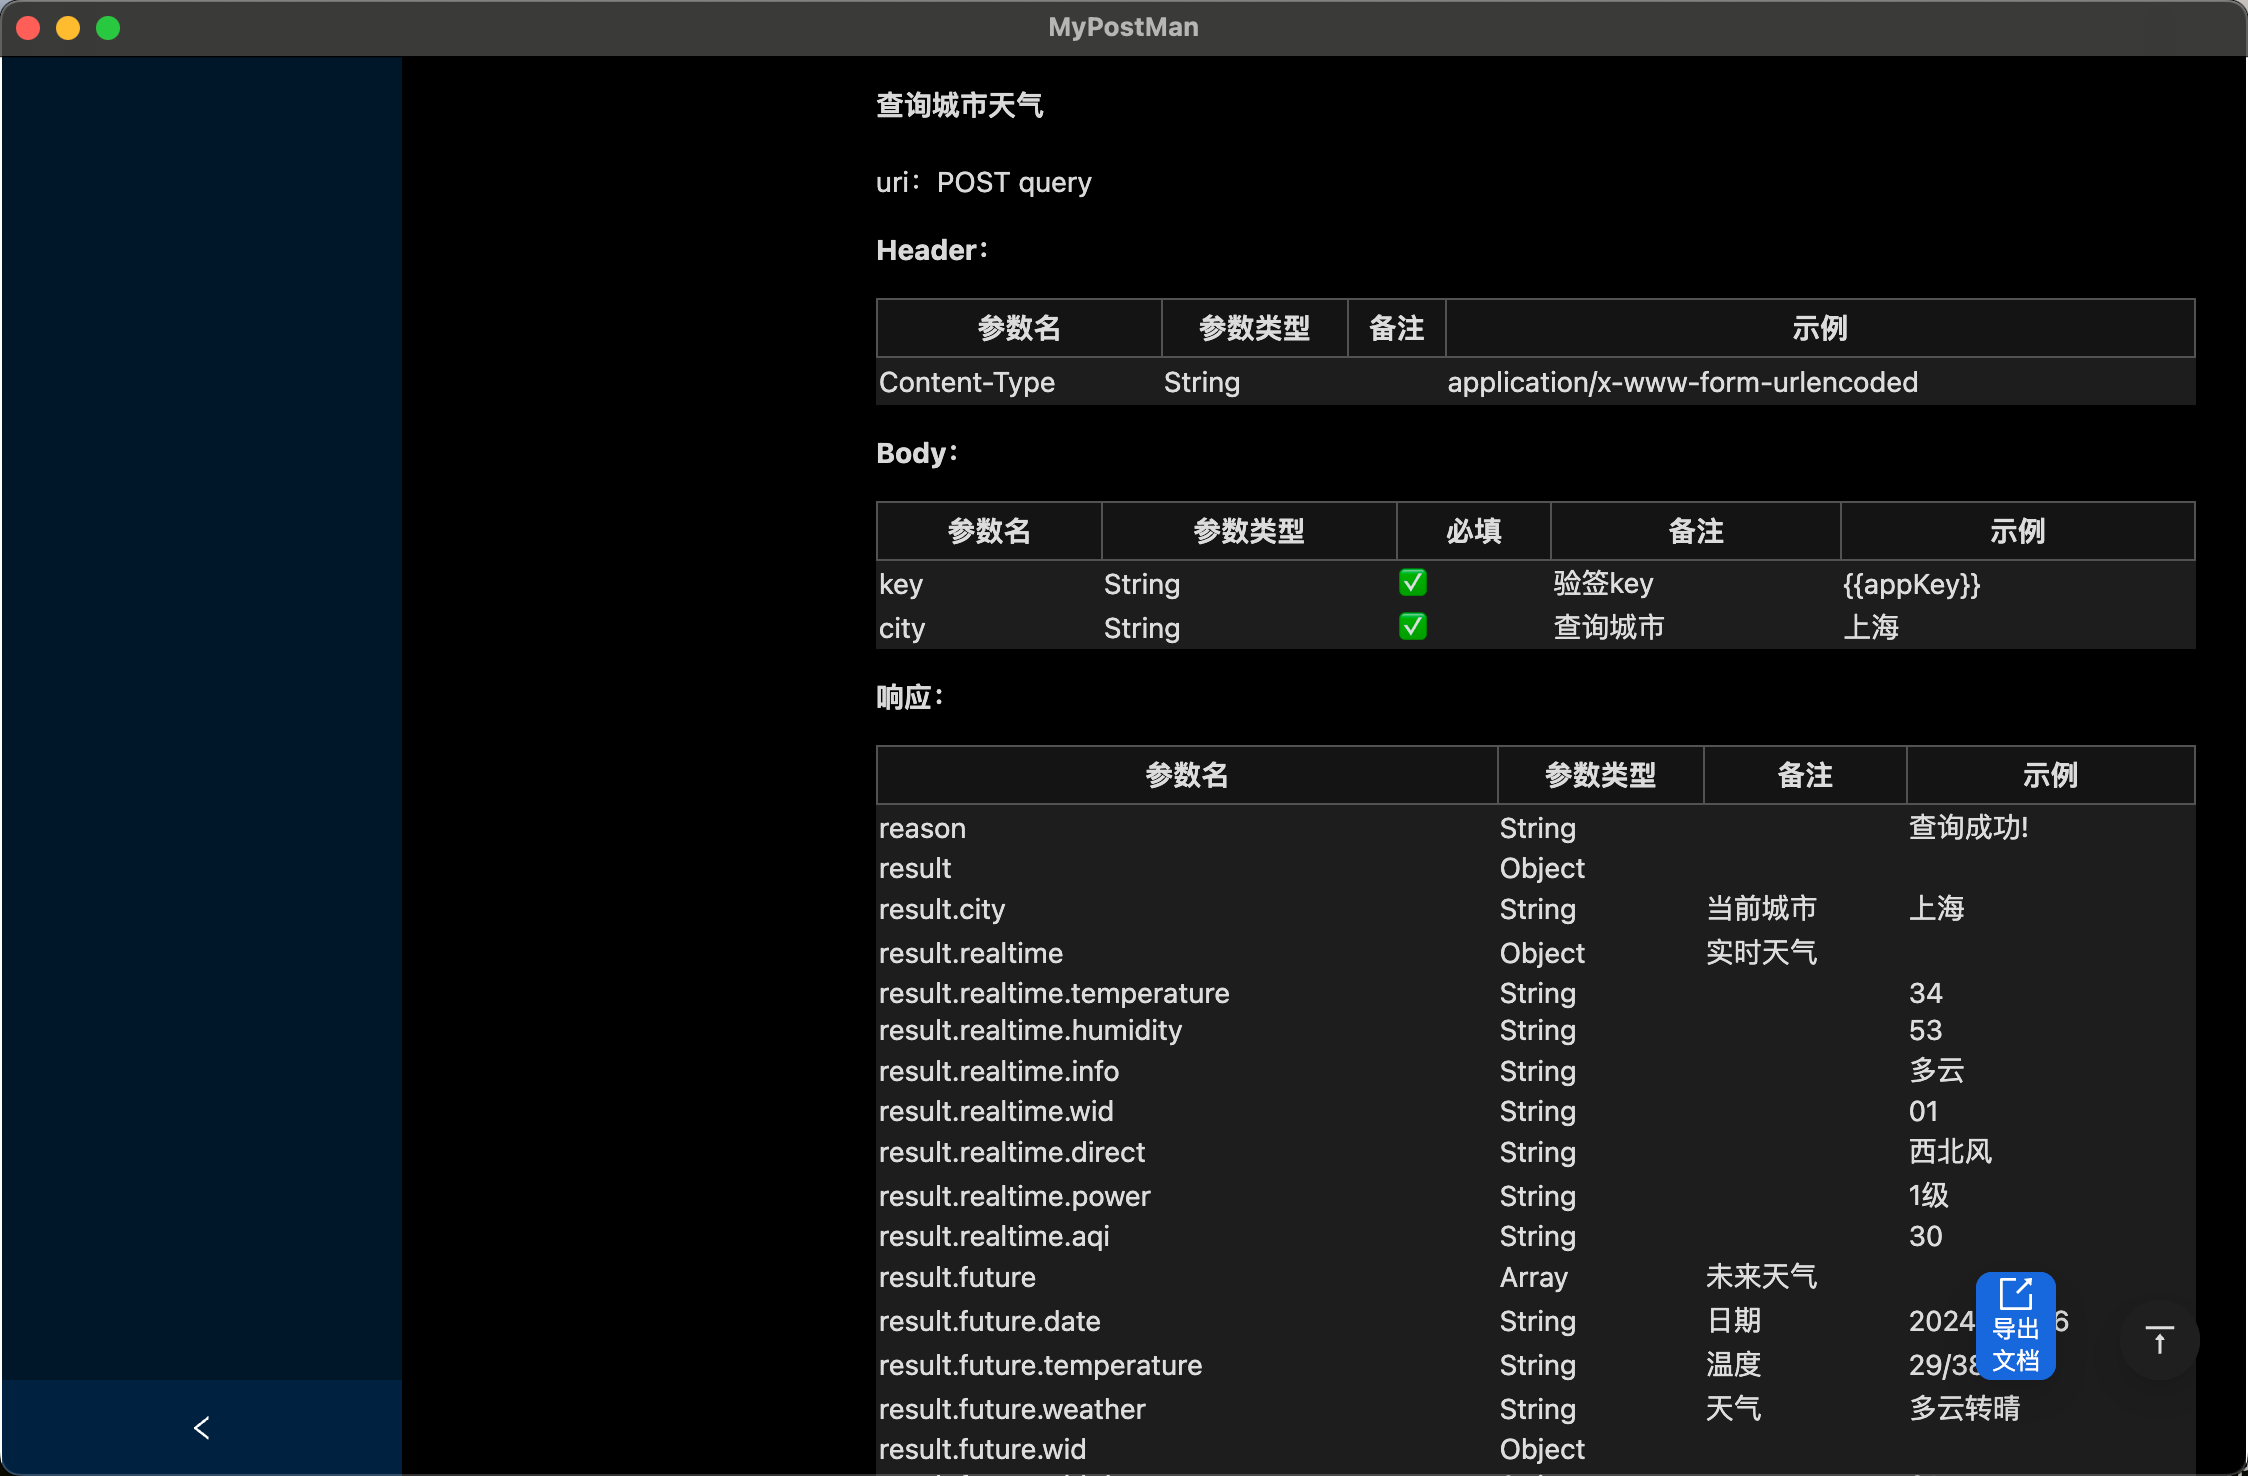 MyPostMan
查询城市天气
uri：POST query
Header：
参数名 参数类型 备注 示例
Content-Type String application/x-www-form-urlencoded
Body：
参数名 参数类型 必填 备注 示例
key String ✅ 验签key {{appKey}}
city String ✅ 查询城市 上海
响应：
参数名 参数类型 备注 示例
reason String 查询成功!
result Object
result.city String 当前城市 上海
result.realtime Object 实时天气
result.realtime.temperature String 34
result.realtime.humidity String 53
result.realtime.info String 多云
result.realtime.wid String 01
result.realtime.direct String 西北风
result.realtime.power String 1级
result.realtime.aqi String 30
result.future Array 未来天气
result.future.date String 日期 2024
导出
文档
result.future.temperature String 温度
result.future.weather String 天气 多云转晴
result.future.wid Object